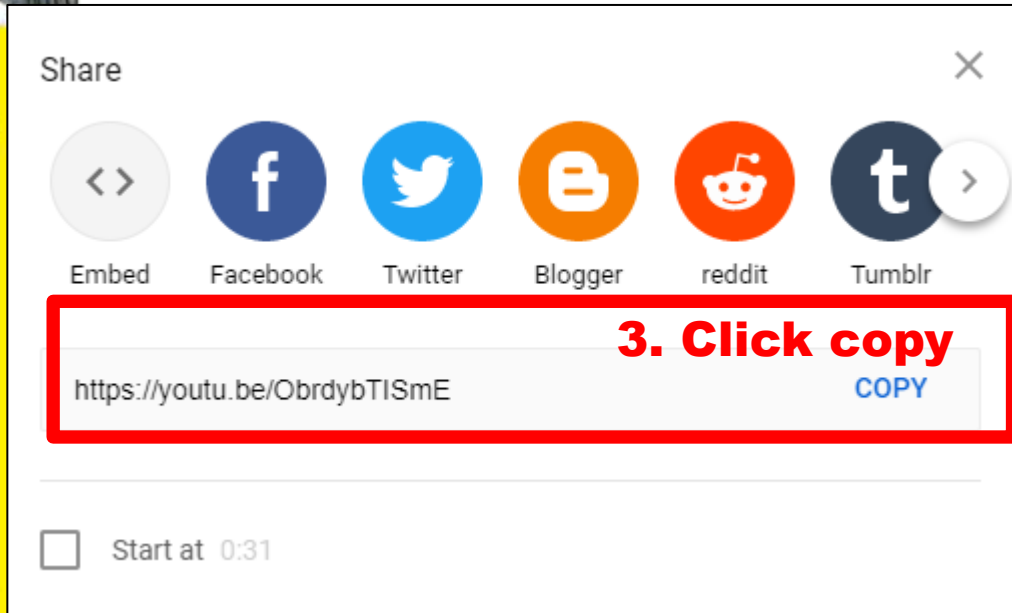 Share
Embed Facebook Twitter Blogger reddit Tumblr
3. Click copy
https://youtu.be/ObrdybTISmE COPY
Start at 0:31